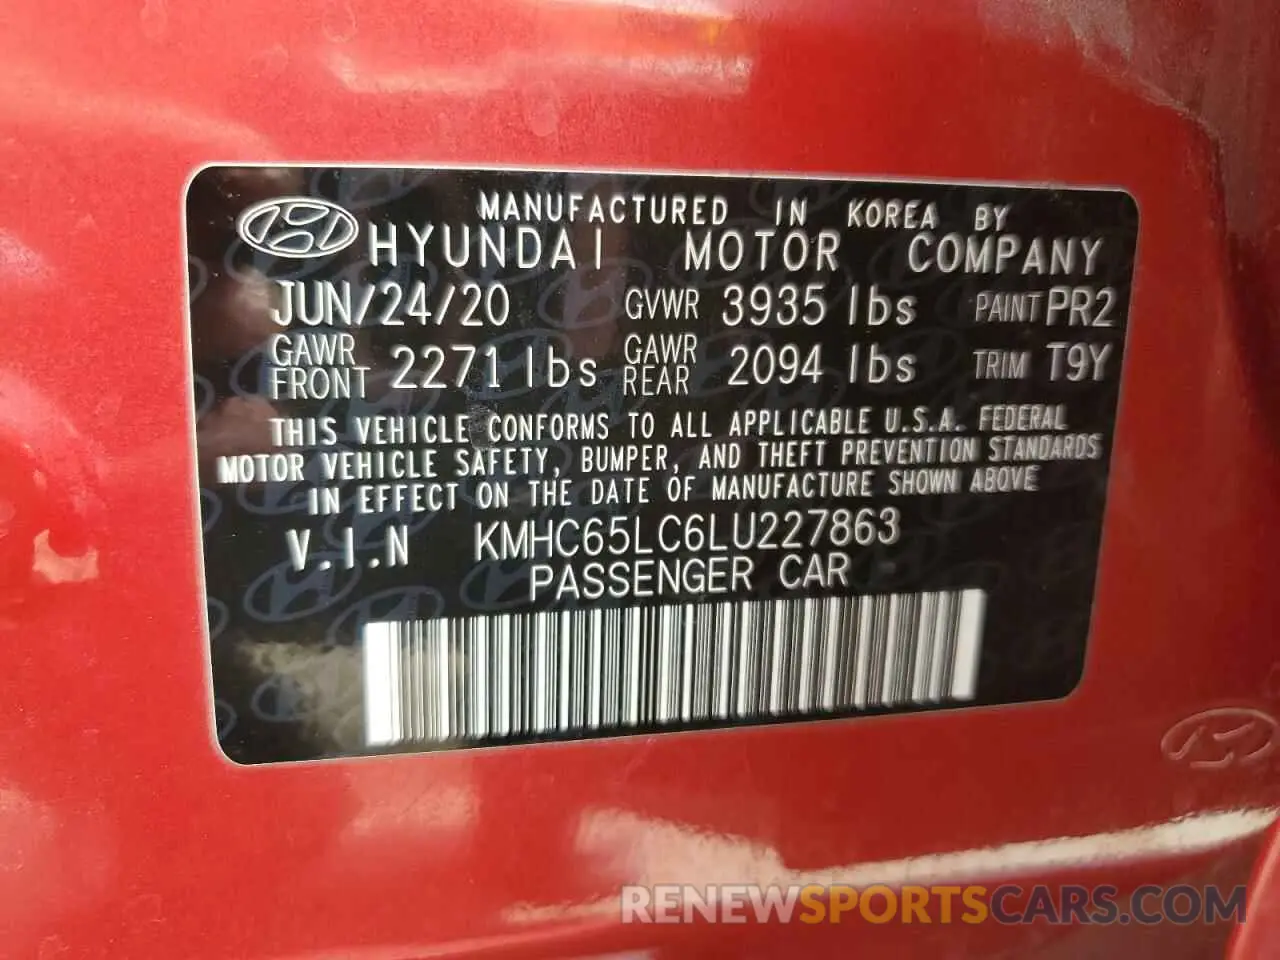 MANUFACTURED IN KOREA BY
HYUNDAI MOTOR COMPANY
JUN/24/20 GVWR 3935 lbs PAINT PR2
GAWR FRONT 2271 lbs GAWR REAR 2094 lbs TRIM T9Y
THIS VEHICLE CONFORMS TO ALL APPLICABLE U.S.A. FEDERAL
MOTOR VEHICLE SAFETY, BUMPER, AND THEFT PREVENTION STANDARDS
IN EFFECT ON THE DATE OF MANUFACTURE SHOWN ABOVE
V.I.N KMHC65LC6LU227863
PASSENGER CAR
RENEWSPORTSCARS.COM